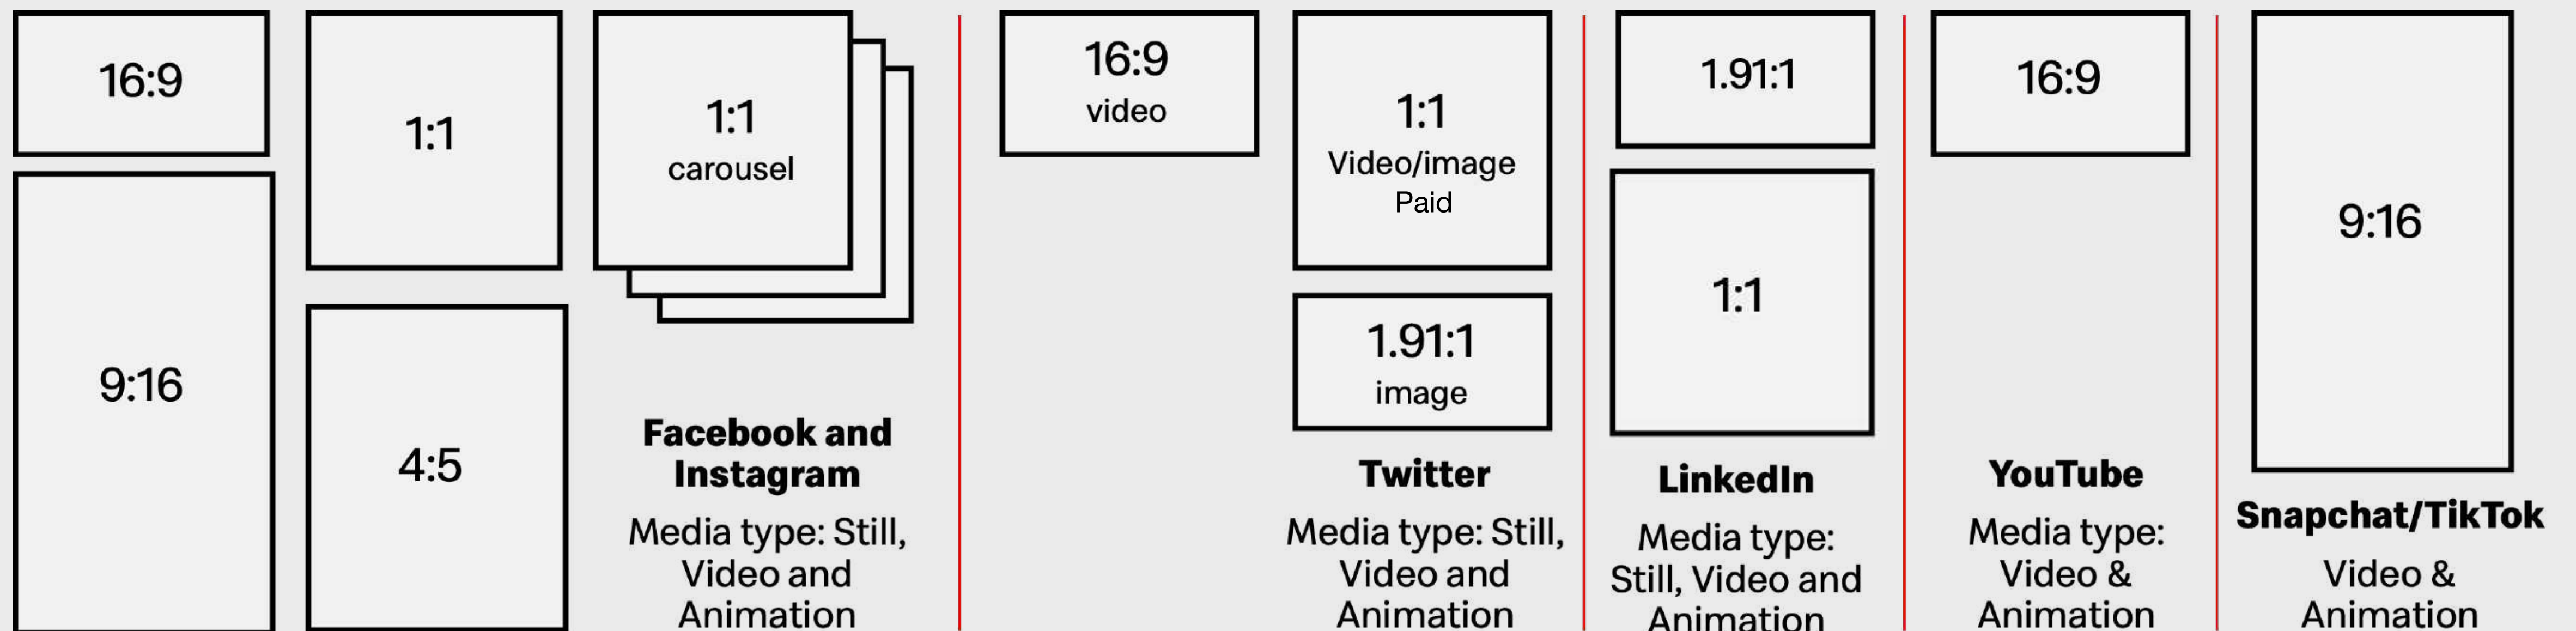 16:9
9:16
1:1
4:5
1:1
carousel
Facebook and
Instagram
Media type: Still,
Video and
Animation
16:9
video
1:1
Video/image
Paid
1.91:1
image
Twitter
Media type: Still,
Video and
Animation
1.91:1
1:1
LinkedIn
Media type:
Still, Video and
Animation
16:9
YouTube
Media type:
Video &
Animation
9:16
Snapchat/TikTok
Video &
Animation